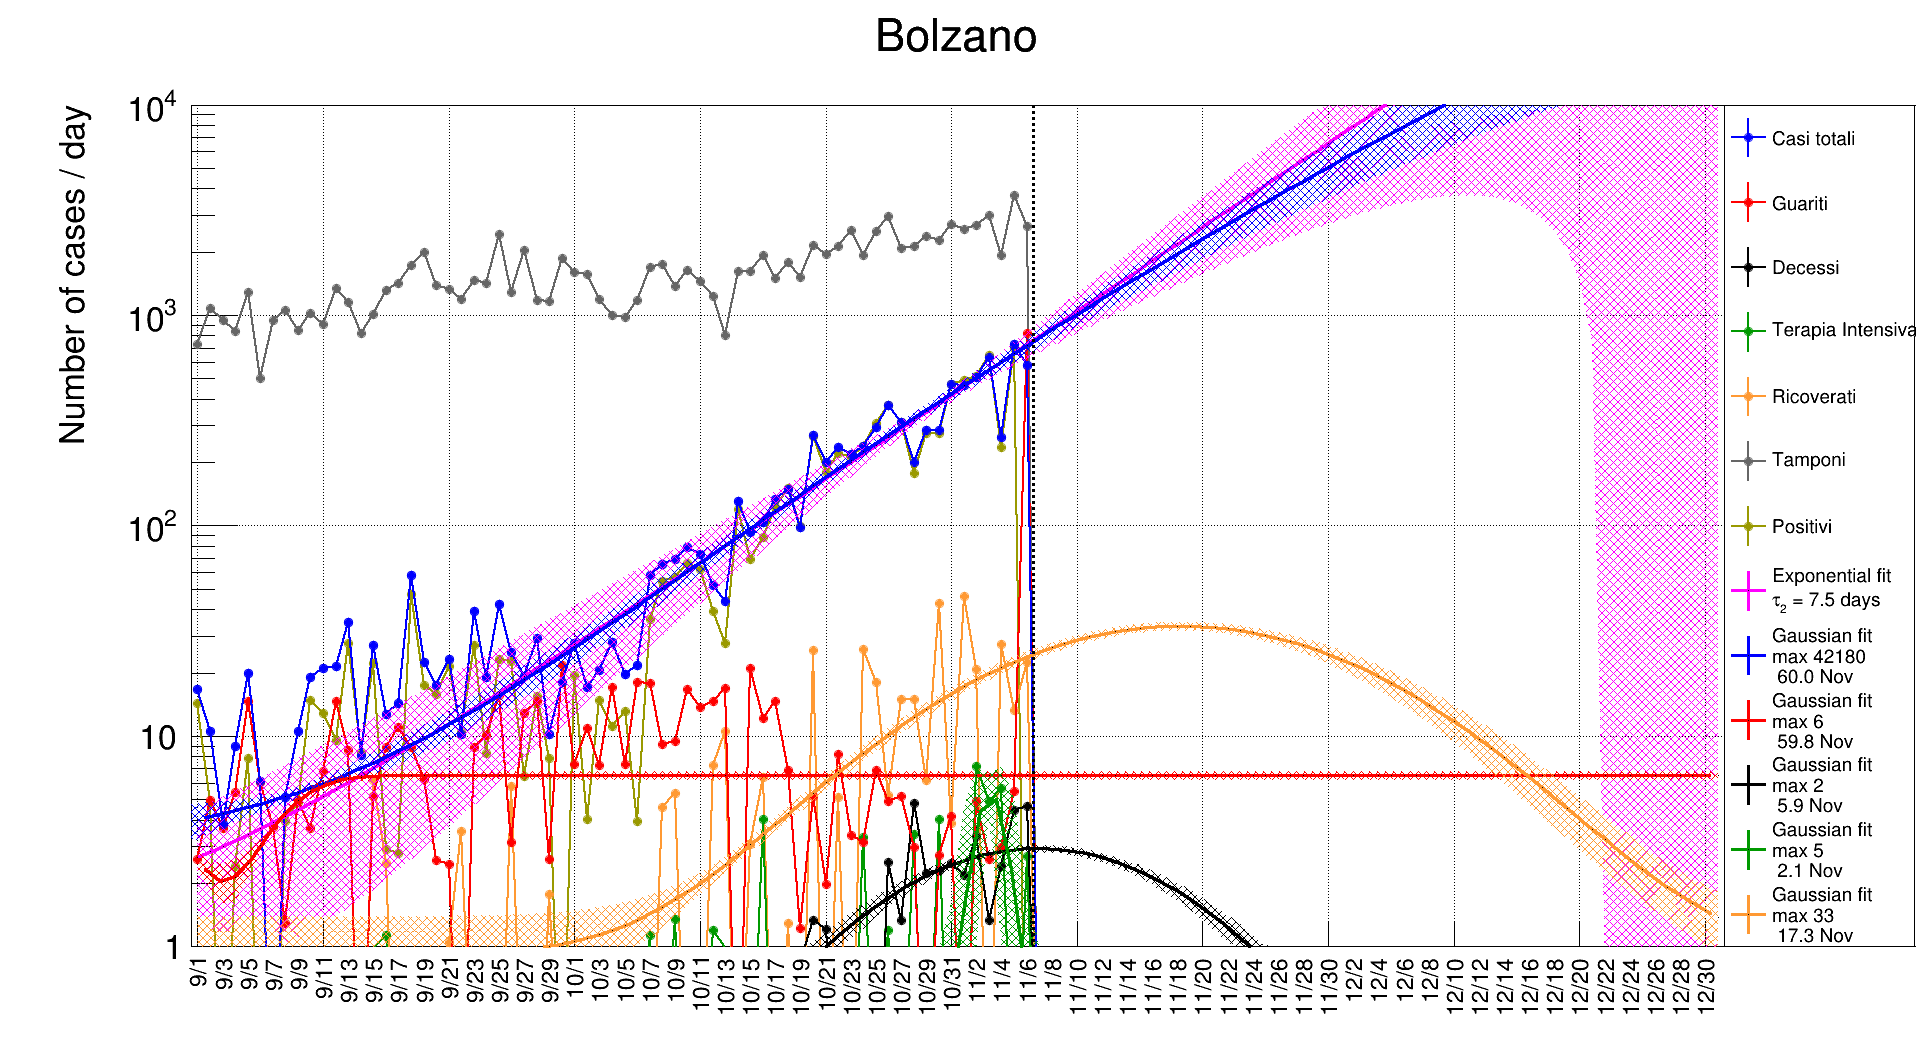 Bolzano
Number of cases / day
10^4
10^3
10^2
10
1
9/1 9/3 9/5 9/7 9/9 9/11 9/13 9/15 9/17 9/19 9/21 9/23 9/25 9/27 9/29 10/1 10/3 10/5 10/7 10/9 10/11 10/13 10/15 10/17 10/19 10/21 10/23 10/25 10/27 10/29 10/31 11/2 11/4 11/6 11/8 11/10 11/12 11/14 11/16 11/18 11/20 11/22 11/24 11/26 11/28 11/30 12/2 12/4 12/6 12/8 12/10 12/12 12/14 12/16 12/18 12/20 12/22 12/24 12/26 12/28 12/30
Casi totali
Guariti
Decessi
Terapia Intensiva
Ricoverati
Tamponi
Positivi
Exponential fit
τ2 = 7.5 days
Gaussian fit
max 42180
60.0 Nov
Gaussian fit
max 6
59.8 Nov
Gaussian fit
max 2
5.9 Nov
Gaussian fit
max 5
2.1 Nov
Gaussian fit
max 33
17.3 Nov